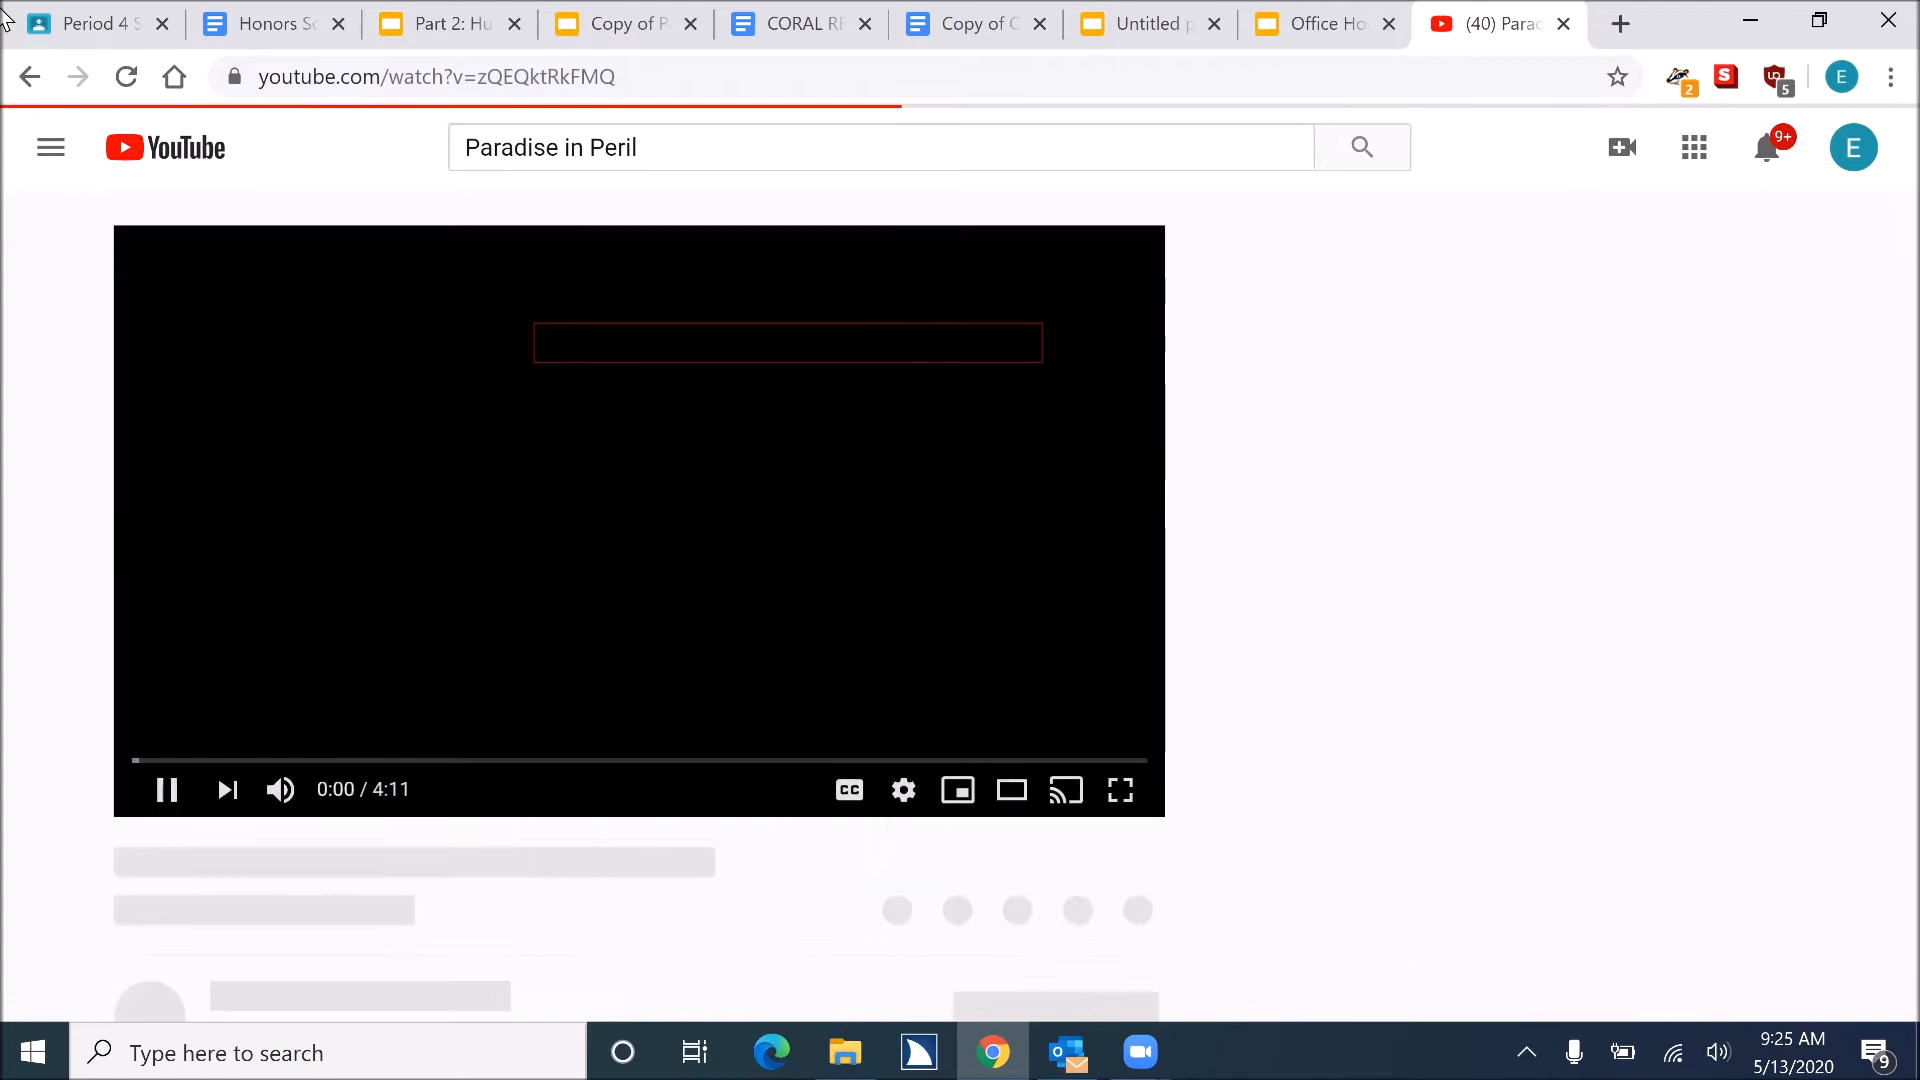 Period 4 S
Honors Sc
Part 2: Hu
Copy of P
CORAL RE
Copy of C
Untitled p
Office Ho
(40) Parac
youtube.com/watch?v=zQEQktRkFMQ
2
S
5
E
YouTube
Paradise in Peril
9+
E
0:00 / 4:11
CC
Type here to search
9:25 AM
5/13/2020
9